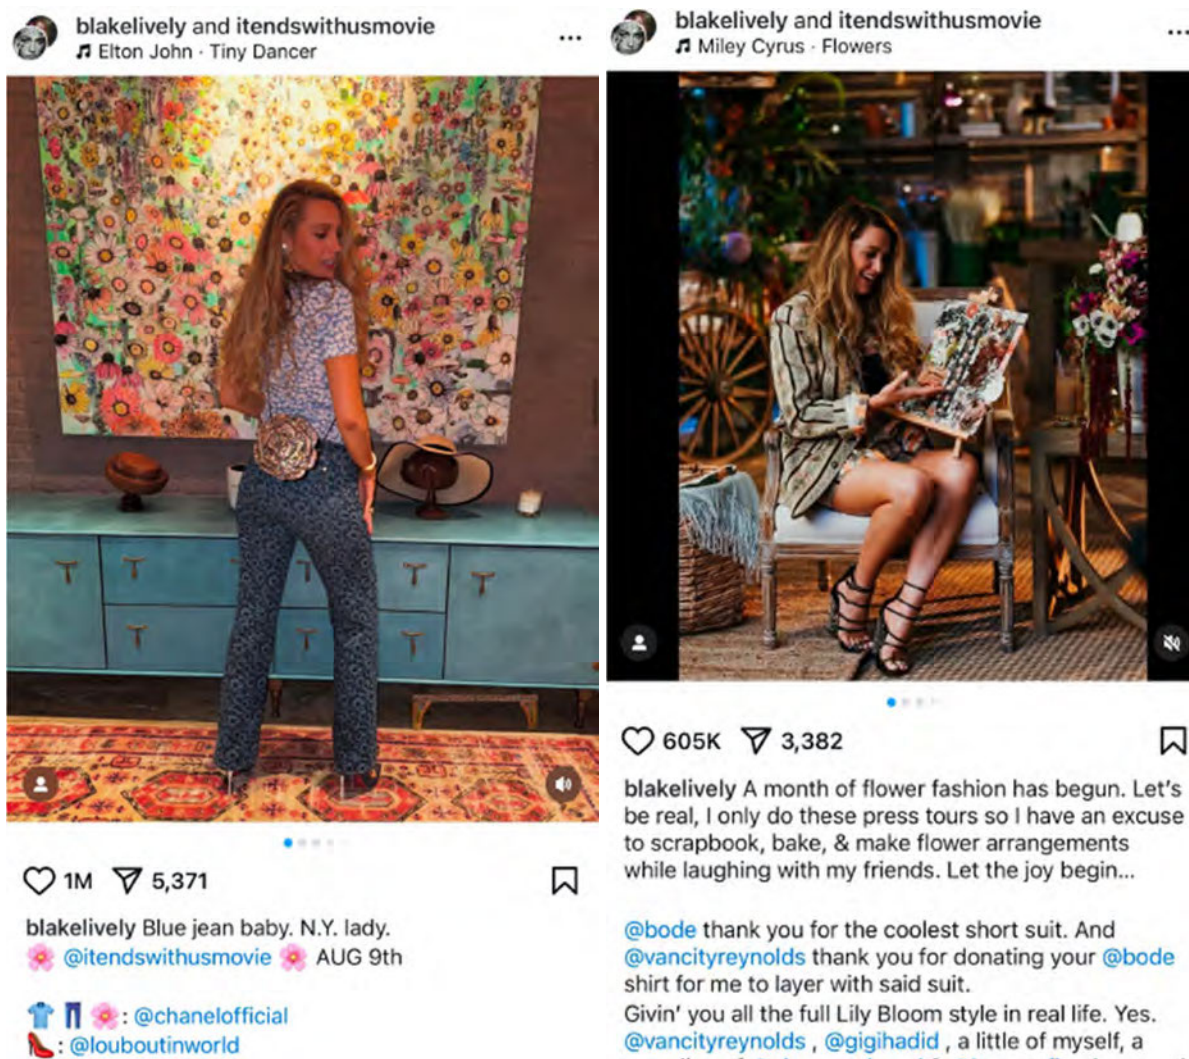 blakelively and itendswithusmovie
Elton John · Tiny Dancer
1M 5,371
blakelively Blue jean baby. N.Y. lady.
🌸 @itendswithusmovie 🌸 AUG 9th
👕👖🌸: @chanelofficial
👠: @louboutinworld
blakelively and itendswithusmovie
Miley Cyrus · Flowers
605K 3,382
blakelively A month of flower fashion has begun. Let's
be real, I only do these press tours so I have an excuse
to scrapbook, bake, & make flower arrangements
while laughing with my friends. Let the joy begin...
@bode thank you for the coolest short suit. And
@vancityreynolds thank you for donating your @bode
shirt for me to layer with said suit.
Givin' you all the full Lily Bloom style in real life. Yes.
@vancityreynolds , @gigihadid , a little of myself, a